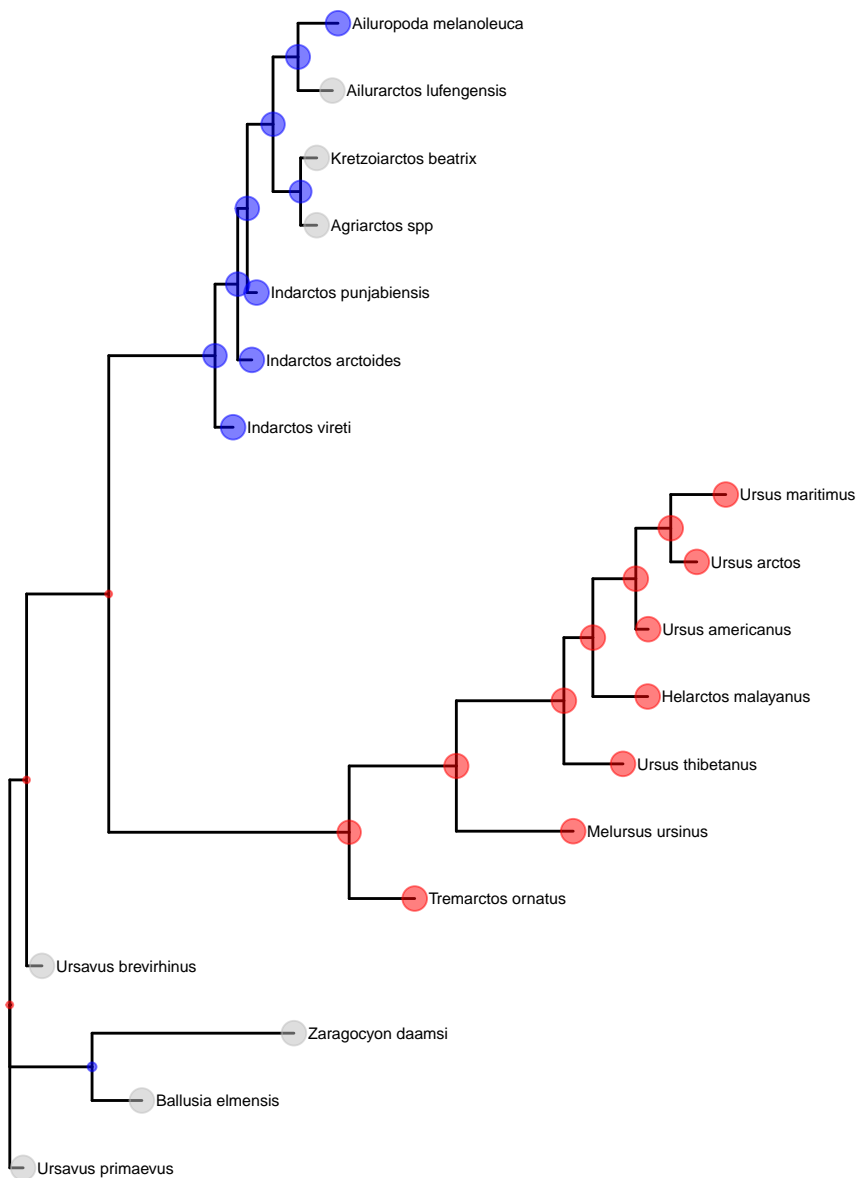 Ailuropoda melanoleuca
Ailurarctos lufengensis
Kretzoiarctos beatrix
Agriarctos spp
Indarctos punjabiensis
Indarctos arctoides
Indarctos vireti
Ursus maritimus
Ursus arctos
Ursus americanus
Helarctos malayanus
Ursus thibetanus
Melursus ursinus
Tremarctos ornatus
Ursavus brevirhinus
Zaragocyon daamsi
Ballusia elmensis
Ursavus primaevus